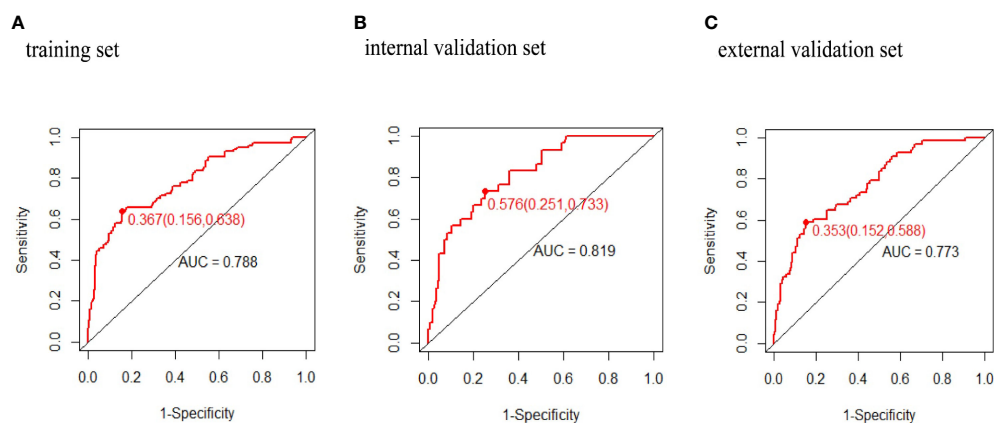 A
training set
B
internal validation set
C
external validation set
Sensitivity
1.0
0.8
0.6
0.4
0.2
0.0
0.367(0.156,0.638)
AUC = 0.788
0.0 0.2 0.4 0.6 0.8 1.0
1-Specificity
Sensitivity
1.0
0.8
0.6
0.4
0.2
0.0
0.576(0.251,0.733)
AUC = 0.819
0.0 0.2 0.4 0.6 0.8 1.0
1-Specificity
Sensitivity
1.0
0.8
0.6
0.4
0.2
0.0
0.353(0.152,0.588)
AUC = 0.773
0.0 0.2 0.4 0.6 0.8 1.0
1-Specificity